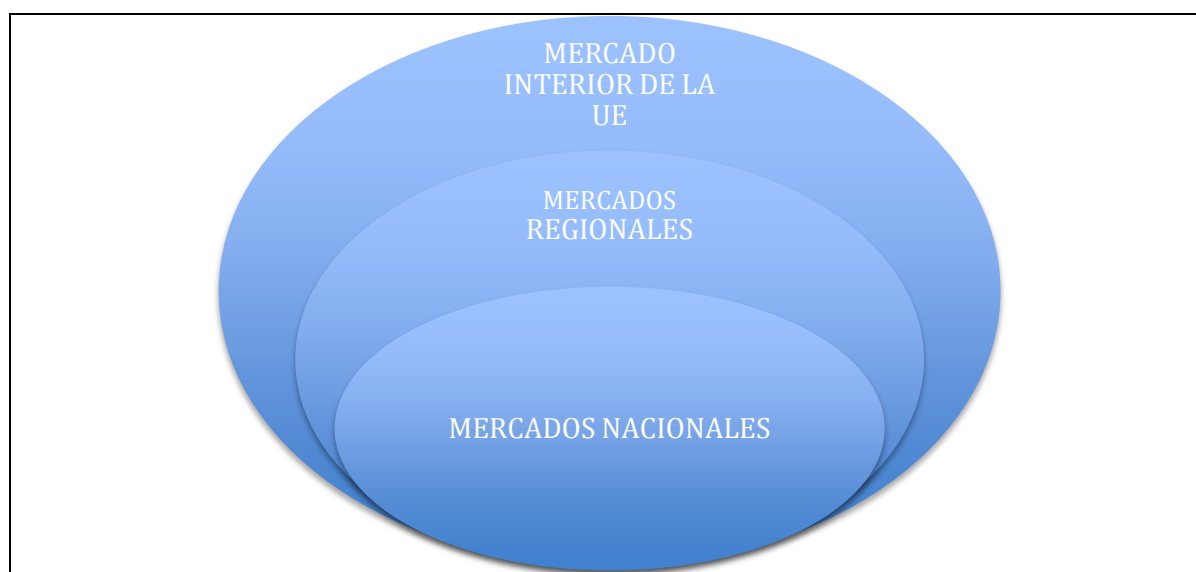 MERCADO
INTERIOR DE LA
UE
MERCADOS
REGIONALES
MERCADOS NACIONALES